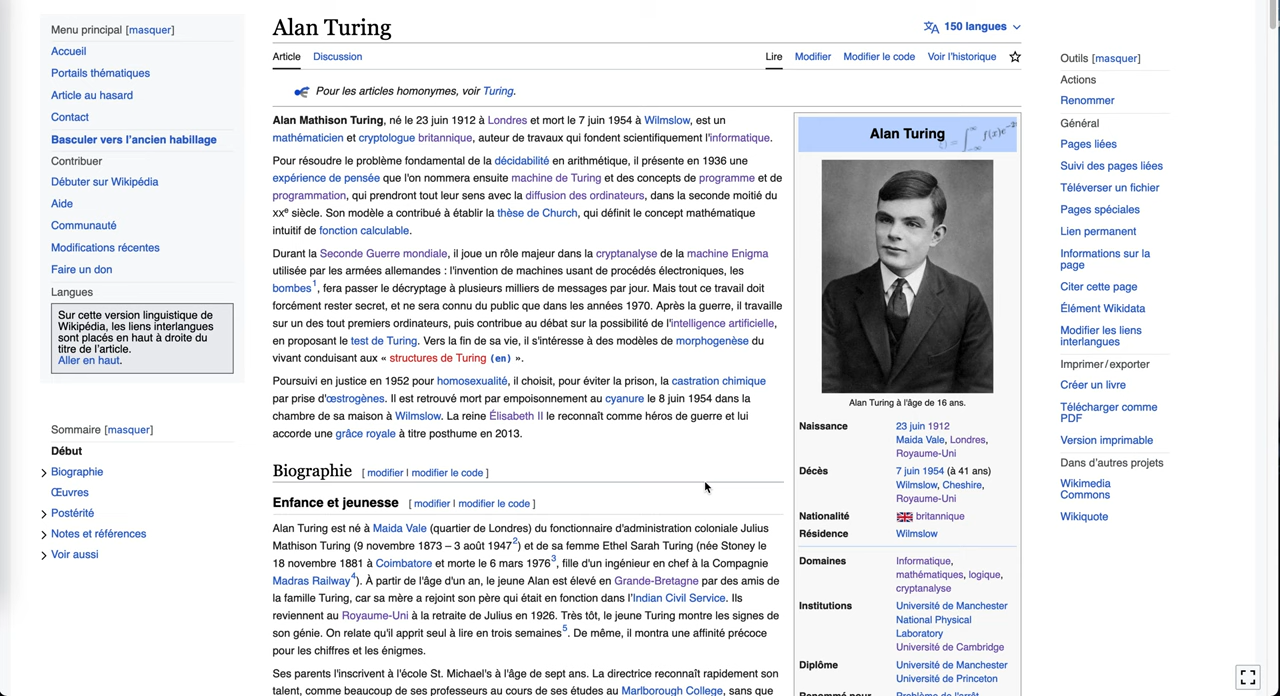 Menu principal [masquer]
Accueil
Portails thématiques
Article au hasard
Contact
Basculer vers l'ancien habillage
Contribuer
Débuter sur Wikipédia
Aide
Communauté
Modifications récentes
Faire un don
Langues
Sur cette version linguistique de
Wikipédia, les liens interlangues
sont placés en haut à droite du
titre de l'article.
Aller en haut.
Sommaire [masquer]
Début
Biographie
Œuvres
Postérité
Notes et références
Voir aussi
Alan Turing
150 langues
Article Discussion Lire Modifier Modifier le code Voir l'historique
Pour les articles homonymes, voir Turing.
Alan Mathison Turing, né le 23 juin 1912 à Londres et mort le 7 juin 1954 à Wilmslow, est un
mathématicien et cryptologue britannique, auteur de travaux qui fondent scientifiquement l'informatique.
Pour résoudre le problème fondamental de la décidabilité en arithmétique, il présente en 1936 une
expérience de pensée que l'on nommera ensuite machine de Turing et des concepts de programme et de
programmation, qui prendront tout leur sens avec la diffusion des ordinateurs, dans la seconde moitié du
XXe siècle. Son modèle a contribué à établir la thèse de Church, qui définit le concept mathématique
intuitif de fonction calculable.
Durant la Seconde Guerre mondiale, il joue un rôle majeur dans la cryptanalyse de la machine Enigma
utilisée par les armées allemandes : l'invention de machines usant de procédés électroniques, les
bombes1, fera passer le décryptage à plusieurs milliers de messages par jour. Mais tout ce travail doit
forcément rester secret, et ne sera connu du public que dans les années 1970. Après la guerre, il travaille
sur un des tout premiers ordinateurs, puis contribue au débat sur la possibilité de l'intelligence artificielle,
en proposant le test de Turing. Vers la fin de sa vie, il s'intéresse à des modèles de morphogenèse du
vivant conduisant aux « structures de Turing (en) ».
Poursuivi en justice en 1952 pour homosexualité, il choisit, pour éviter la prison, la castration chimique
par prise d'œstrogènes. Il est retrouvé mort par empoisonnement au cyanure le 8 juin 1954 dans la
chambre de sa maison à Wilmslow. La reine Élisabeth II le reconnaît comme héros de guerre et lui
accorde une grâce royale à titre posthume en 2013.
Biographie [ modifier | modifier le code ]
Enfance et jeunesse [ modifier | modifier le code ]
Alan Turing est né à Maida Vale (quartier de Londres) du fonctionnaire d'administration coloniale Julius
Mathison Turing (9 novembre 1873 – 3 août 19472) et de sa femme Ethel Sarah Turing (née Stoney le
18 novembre 1881 à Coimbatore et morte le 6 mars 19763, fille d'un ingénieur en chef à la Compagnie
Madras Railway4). À partir de l'âge d'un an, le jeune Alan est élevé en Grande-Bretagne par des amis de
la famille Turing, car sa mère a rejoint son père qui était en fonction dans l'Indian Civil Service. Ils
reviennent au Royaume-Uni à la retraite de Julius en 1926. Très tôt, le jeune Turing montre les signes de
son génie. On relate qu'il apprit seul à lire en trois semaines5. De même, il montra une affinité précoce
pour les chiffres et les énigmes.
Ses parents l'inscrivent à l'école St. Michael's à l'âge de sept ans. La directrice reconnaît rapidement son
talent, comme beaucoup de ses professeurs au cours de ses études au Marlborough College, sans que
Alan Turing
Alan Turing à l'âge de 16 ans.
Naissance 23 juin 1912
Maida Vale, Londres,
Royaume-Uni
Décès 7 juin 1954 (à 41 ans)
Wilmslow, Cheshire,
Royaume-Uni
Nationalité britannique
Résidence Wilmslow
Domaines Informatique,
mathématiques, logique,
cryptanalyse
Institutions Université de Manchester
National Physical
Laboratory
Université de Cambridge
Diplôme Université de Manchester
Université de Princeton
Renommé pour Problème de l'arrêt
Outils [masquer]
Actions
Renommer
Général
Pages liées
Suivi des pages liées
Téléverser un fichier
Pages spéciales
Lien permanent
Informations sur la
page
Citer cette page
Élément Wikidata
Modifier les liens
interlangues
Imprimer / exporter
Créer un livre
Télécharger comme
PDF
Version imprimable
Dans d'autres projets
Wikimedia
Commons
Wikiquote